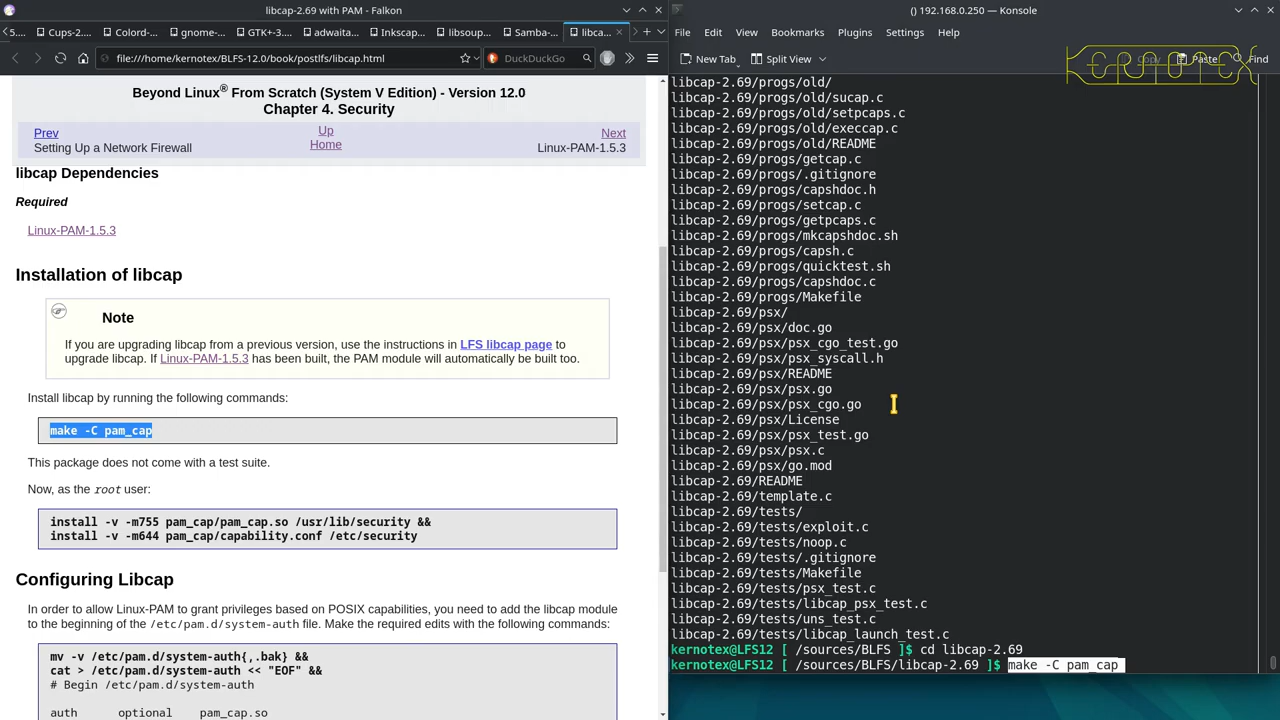 libcap-2.69 with PAM - Falkon
5....
Cups-2....
Colord-...
gnome-...
GTK+-3....
adwaita...
Inkscap...
libsoup...
Samba-...
libca...
file:///home/kernotex/BLFS-12.0/book/postlfs/libcap.html
DuckDuckGo
Beyond Linux® From Scratch (System V Edition) - Version 12.0
Chapter 4. Security
Prev
Up
Next
Setting Up a Network Firewall
Home
Linux-PAM-1.5.3
libcap Dependencies
Required
Linux-PAM-1.5.3
Installation of libcap
Note
If you are upgrading libcap from a previous version, use the instructions in LFS libcap page to
upgrade libcap. If Linux-PAM-1.5.3 has been built, the PAM module will automatically be built too.
Install libcap by running the following commands:
make -C pam_cap
This package does not come with a test suite.
Now, as the root user:
install -v -m755 pam_cap/pam_cap.so /usr/lib/security &&
install -v -m644 pam_cap/capability.conf /etc/security
Configuring Libcap
In order to allow Linux-PAM to grant privileges based on POSIX capabilities, you need to add the libcap module
to the beginning of the /etc/pam.d/system-auth file. Make the required edits with the following commands:
mv -v /etc/pam.d/system-auth{,.bak} &&
cat > /etc/pam.d/system-auth << "EOF" &&
# Begin /etc/pam.d/system-auth
auth      optional    pam_cap.so
() 192.168.0.250 — Konsole
File
Edit
View
Bookmarks
Plugins
Settings
Help
New Tab
Split View
Copy
Paste
Find
KERNOTEX
libcap-2.69/progs/old/
libcap-2.69/progs/old/sucap.c
libcap-2.69/progs/old/setpcaps.c
libcap-2.69/progs/old/execcap.c
libcap-2.69/progs/old/README
libcap-2.69/progs/getcap.c
libcap-2.69/progs/.gitignore
libcap-2.69/progs/capshdoc.h
libcap-2.69/progs/setcap.c
libcap-2.69/progs/getpcaps.c
libcap-2.69/progs/mkcapshdoc.sh
libcap-2.69/progs/capsh.c
libcap-2.69/progs/quicktest.sh
libcap-2.69/progs/capshdoc.c
libcap-2.69/progs/Makefile
libcap-2.69/psx/
libcap-2.69/psx/doc.go
libcap-2.69/psx/psx_cgo_test.go
libcap-2.69/psx/psx_syscall.h
libcap-2.69/psx/README
libcap-2.69/psx/psx.go
libcap-2.69/psx/psx_cgo.go
libcap-2.69/psx/License
libcap-2.69/psx/psx_test.go
libcap-2.69/psx/psx.c
libcap-2.69/psx/go.mod
libcap-2.69/README
libcap-2.69/template.c
libcap-2.69/tests/
libcap-2.69/tests/exploit.c
libcap-2.69/tests/noop.c
libcap-2.69/tests/.gitignore
libcap-2.69/tests/Makefile
libcap-2.69/tests/psx_test.c
libcap-2.69/tests/libcap_psx_test.c
libcap-2.69/tests/uns_test.c
libcap-2.69/tests/libcap_launch_test.c
kernotex@LFS12 [ /sources/BLFS ]$ cd libcap-2.69
kernotex@LFS12 [ /sources/BLFS/libcap-2.69 ]$ make -C pam_cap